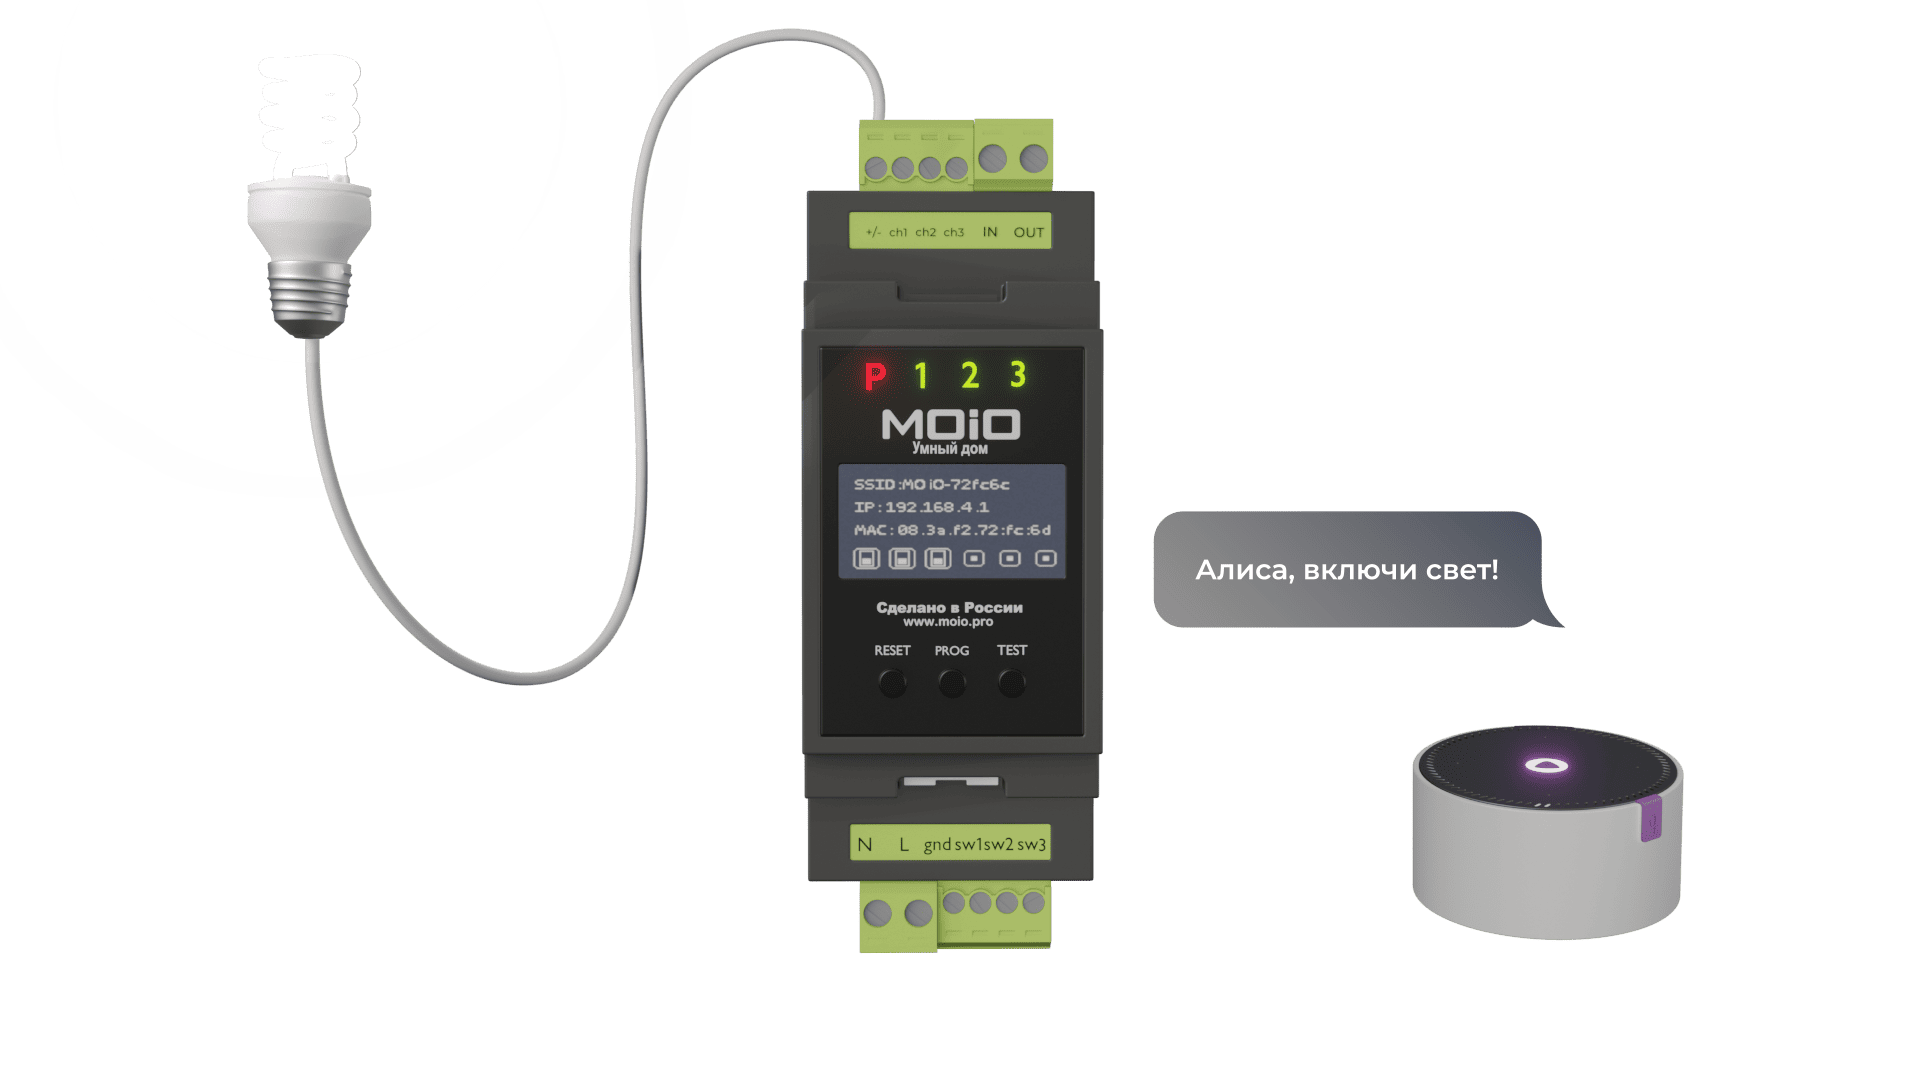 +/- ch1 ch2 ch3 IN OUT
P 1 2 3
MOiO
Умный дом
SSID:MOiO-72fc6c
IP:192.168.4.1
MAC:08.3a.f2.72:fc:6d
Сделано в России
www.moio.pro
RESET PROG TEST
N L gnd sw1 sw2 sw3
Алиса, включи свет!